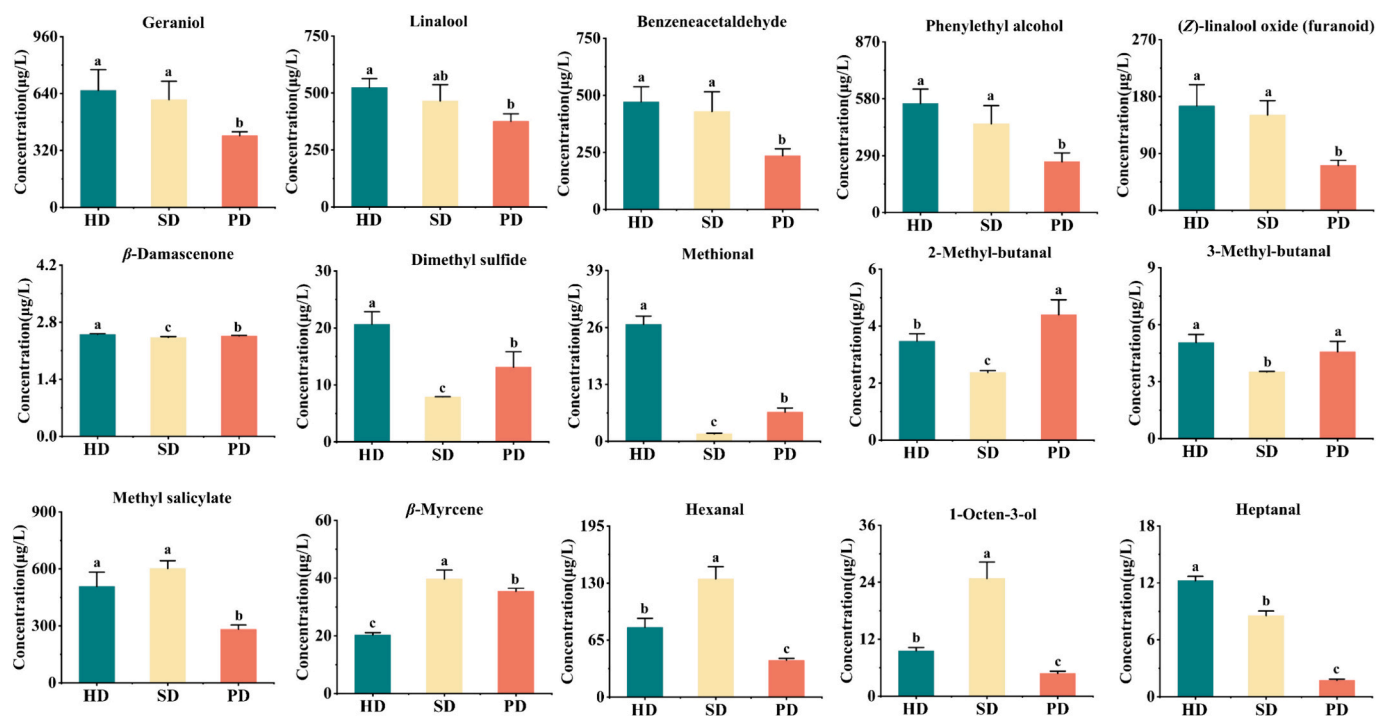 Geraniol
Concentration(μg/L)
960
640
320
0
a
a
b
HD SD PD
Linalool
Concentration(μg/L)
750
500
250
0
a
ab
b
HD SD PD
Benzeneacetaldehyde
Concentration(μg/L)
750
500
250
0
a
a
b
HD SD PD
Phenylethyl alcohol
Concentration(μg/L)
870
580
290
0
a
a
b
HD SD PD
(Z)-linalool oxide (furanoid)
Concentration(μg/L)
270
180
90
0
a
a
b
HD SD PD
β-Damascenone
Concentration(μg/L)
4.2
2.8
1.4
0.0
a
c
b
HD SD PD
Dimethyl sulfide
Concentration(μg/L)
30
20
10
0
a
c
b
HD SD PD
Methional
Concentration(μg/L)
39
26
13
0
a
c
b
HD SD PD
2-Methyl-butanal
Concentration(μg/L)
6
4
2
0
b
c
a
HD SD PD
3-Methyl-butanal
Concentration(μg/L)
9
6
3
0
a
b
a
HD SD PD
Methyl salicylate
Concentration(μg/L)
900
600
300
0
a
a
b
HD SD PD
β-Myrcene
Concentration(μg/L)
60
40
20
0
c
a
b
HD SD PD
Hexanal
Concentration(μg/L)
195
130
65
0
b
a
c
HD SD PD
1-Octen-3-ol
Concentration(μg/L)
36
24
12
0
b
a
c
HD SD PD
Heptanal
Concentration(μg/L)
18
12
6
0
a
b
c
HD SD PD